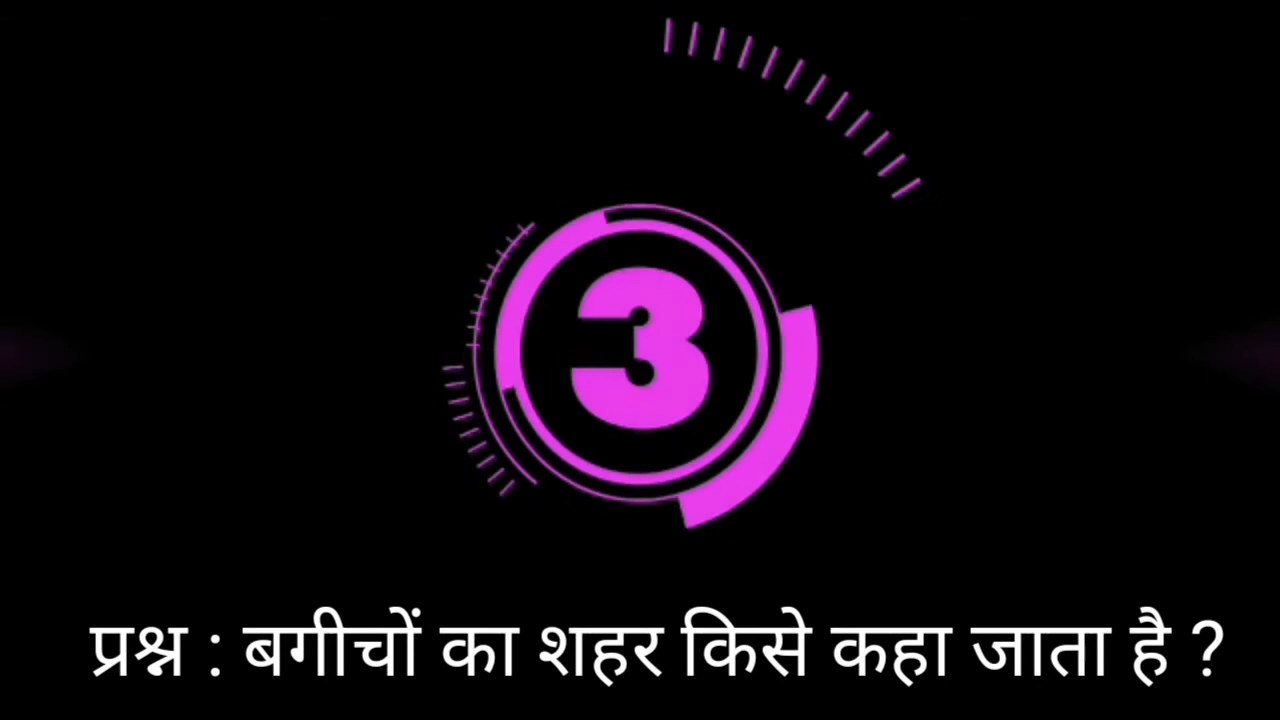 3
प्रश्न : बगीचों का शहर किसे कहा जाता है ?